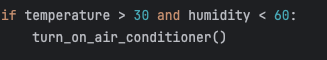 if temperature > 30 and humidity < 60:
    turn_on_air_conditioner()